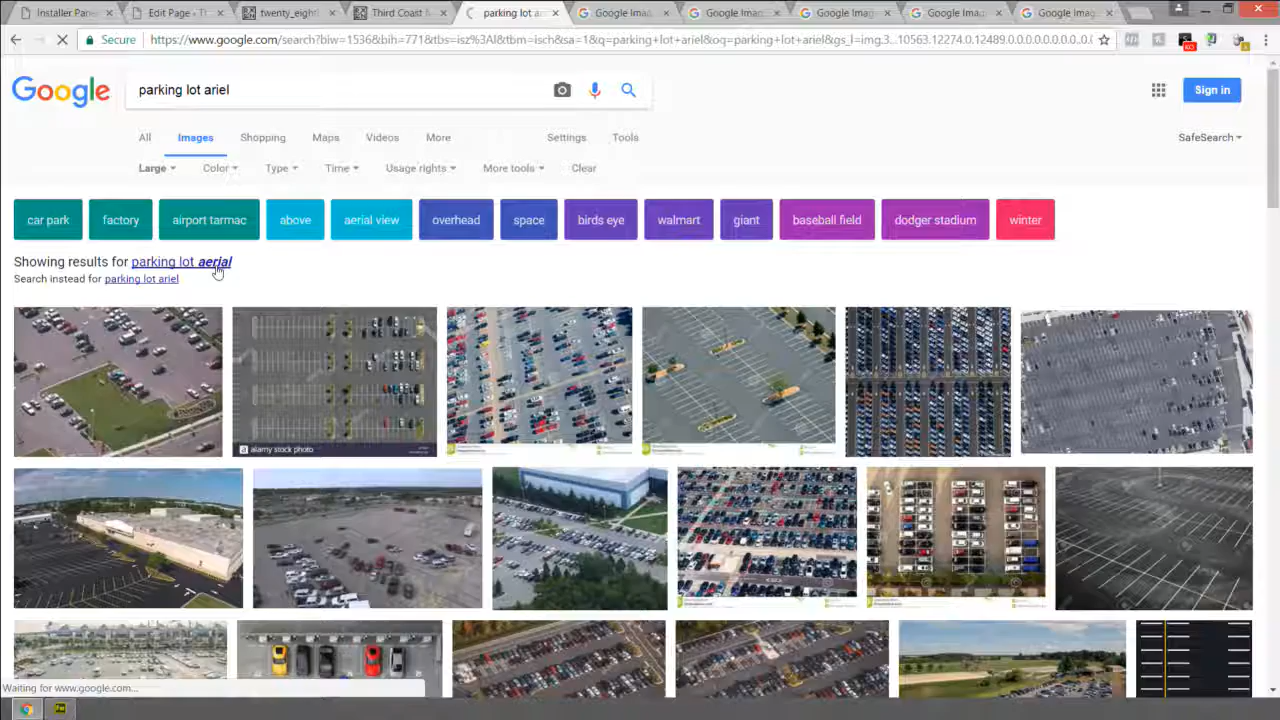 Installer Pane
Edit Page - Th
twenty_eighti
Third Coast M
parking lot ar
Google Imag
Google Imag
Google Imag
Google Imag
Google Imag
Secure
https://www.google.com/search?biw=1536&bih=771&tbs=isz%3Al&tbm=isch&sa=1&q=parking+lot+ariel&oq=parking+lot+ariel&gs_l=img.3...10563.12274.0.12489.0.0.0.0.0.0.0.0..
Google
parking lot ariel
Sign in
All Images Shopping Maps Videos More Settings Tools
SafeSearch
Large Color Type Time Usage rights More tools Clear
car park factory airport tarmac above aerial view overhead space birds eye walmart giant baseball field dodger stadium winter
Showing results for parking lot aerial
Search instead for parking lot ariel
alamy stock photo
Waiting for www.google.com...